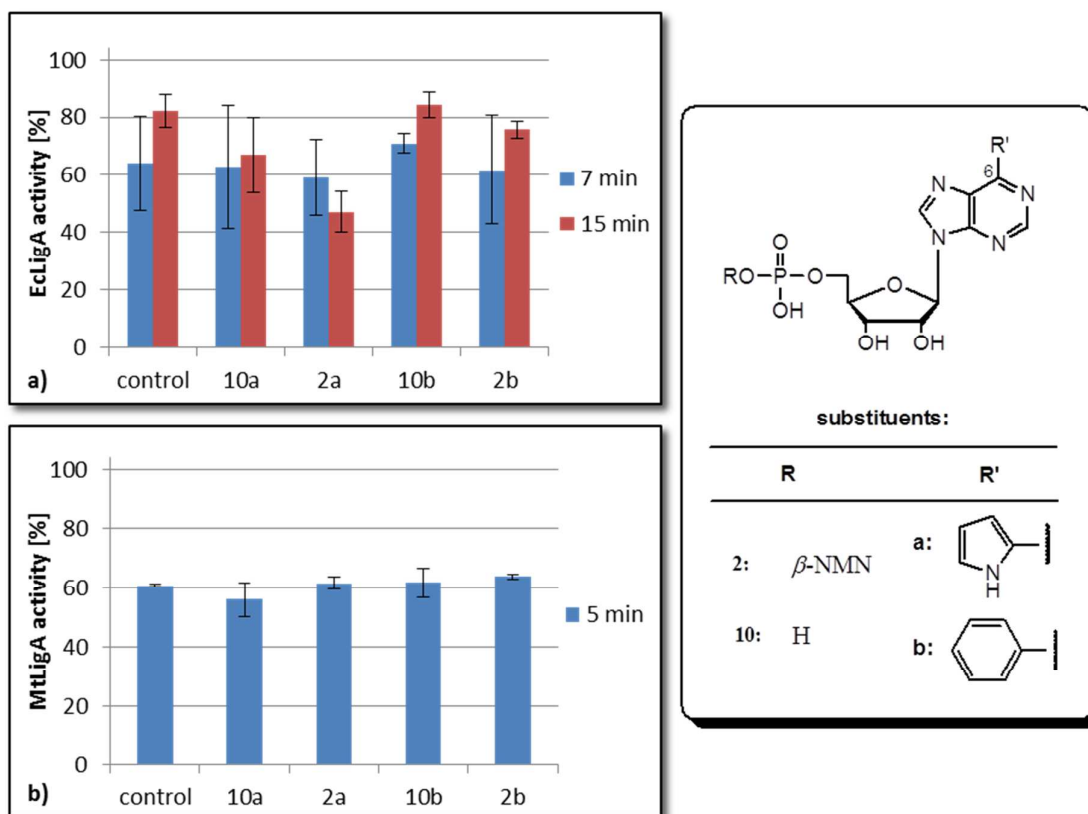 100
80
60
40
20
0
EcLigA activity [%]
control 10a 2a 10b 2b
7 min
15 min
a)
100
80
60
40
20
0
MtLigA activity [%]
control 10a 2a 10b 2b
5 min
b)
R'
6
N N
N N
O
RO-P-O
OH
O
OH OH
substituents:
R R'
2: β-NMN
a:
N
H
10: H
b: